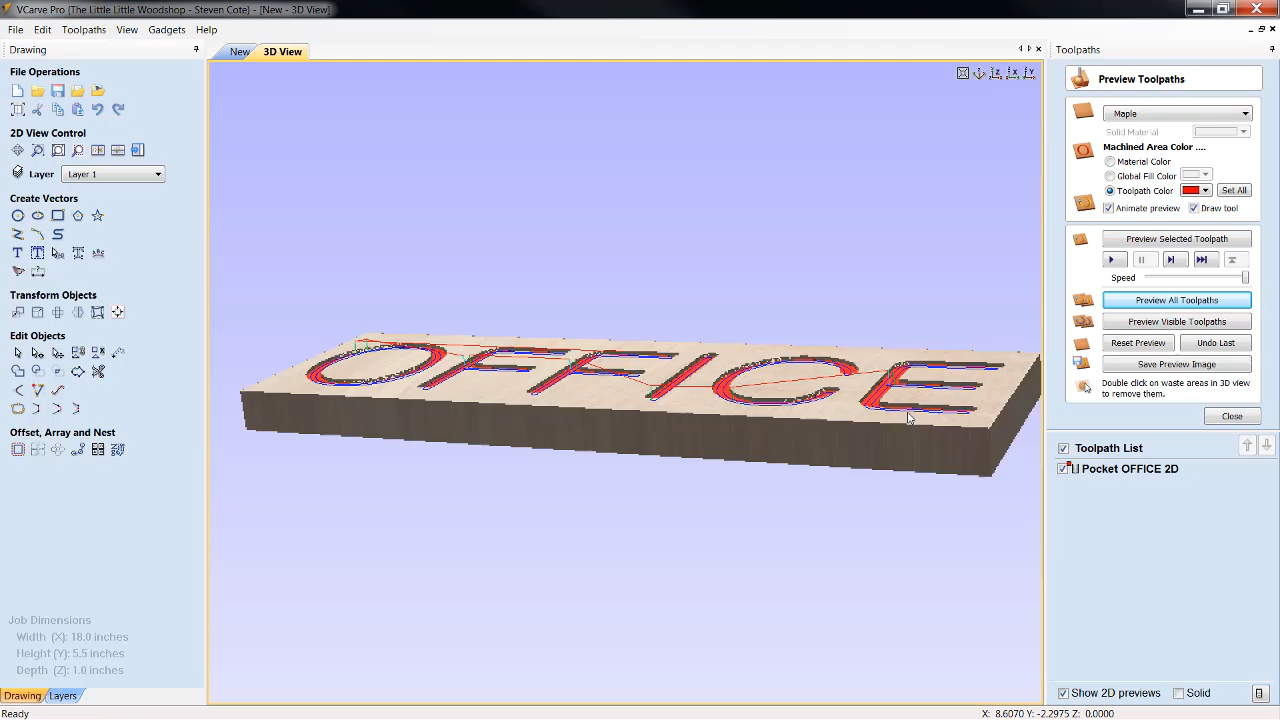 VCarve Pro {The Little Little Woodshop - Steven Cote} - [New - 3D View]
File Edit Toolpaths View Gadgets Help
Drawing
File Operations
2D View Control
Layer Layer 1
Create Vectors
Transform Objects
Edit Objects
Offset, Array and Nest
Job Dimensions
Width (X): 18.0 inches
Height (Y): 5.5 inches
Depth (Z): 1.0 inches
Drawing Layers
Ready
New 3D View
OFFICE
Toolpaths
Preview Toolpaths
Maple
Solid Material
Machined Area Color ....
Material Color
Global Fill Color
Toolpath Color Set All
Animate preview Draw tool
Preview Selected Toolpath
Speed
Preview All Toolpaths
Preview Visible Toolpaths
Reset Preview Undo Last
Save Preview Image
Double click on waste areas in 3D view
to remove them.
Close
Toolpath List
Pocket OFFICE 2D
Show 2D previews Solid
X: 8.6070 Y: -2.2975 Z: 0.0000